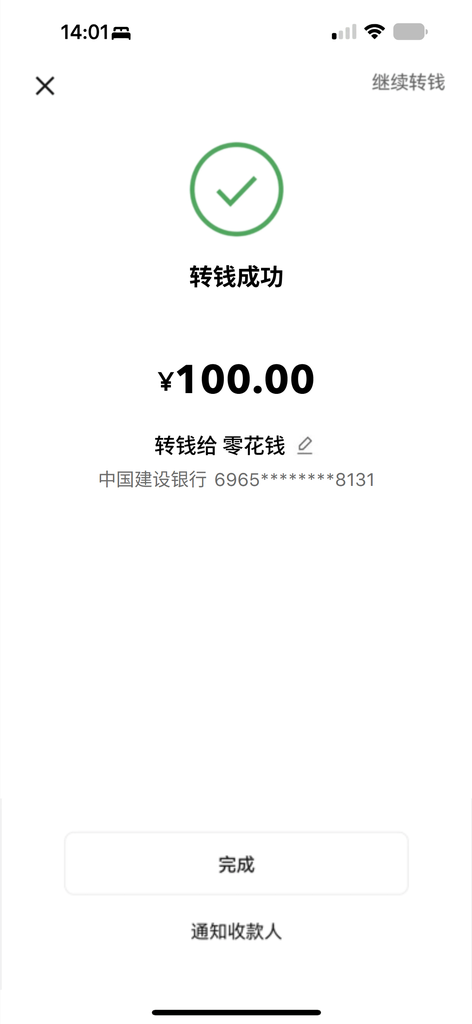 14:01
继续转钱
转钱成功
¥100.00
转钱给 零花钱
中国建设银行 6965********8131
完成
通知收款人